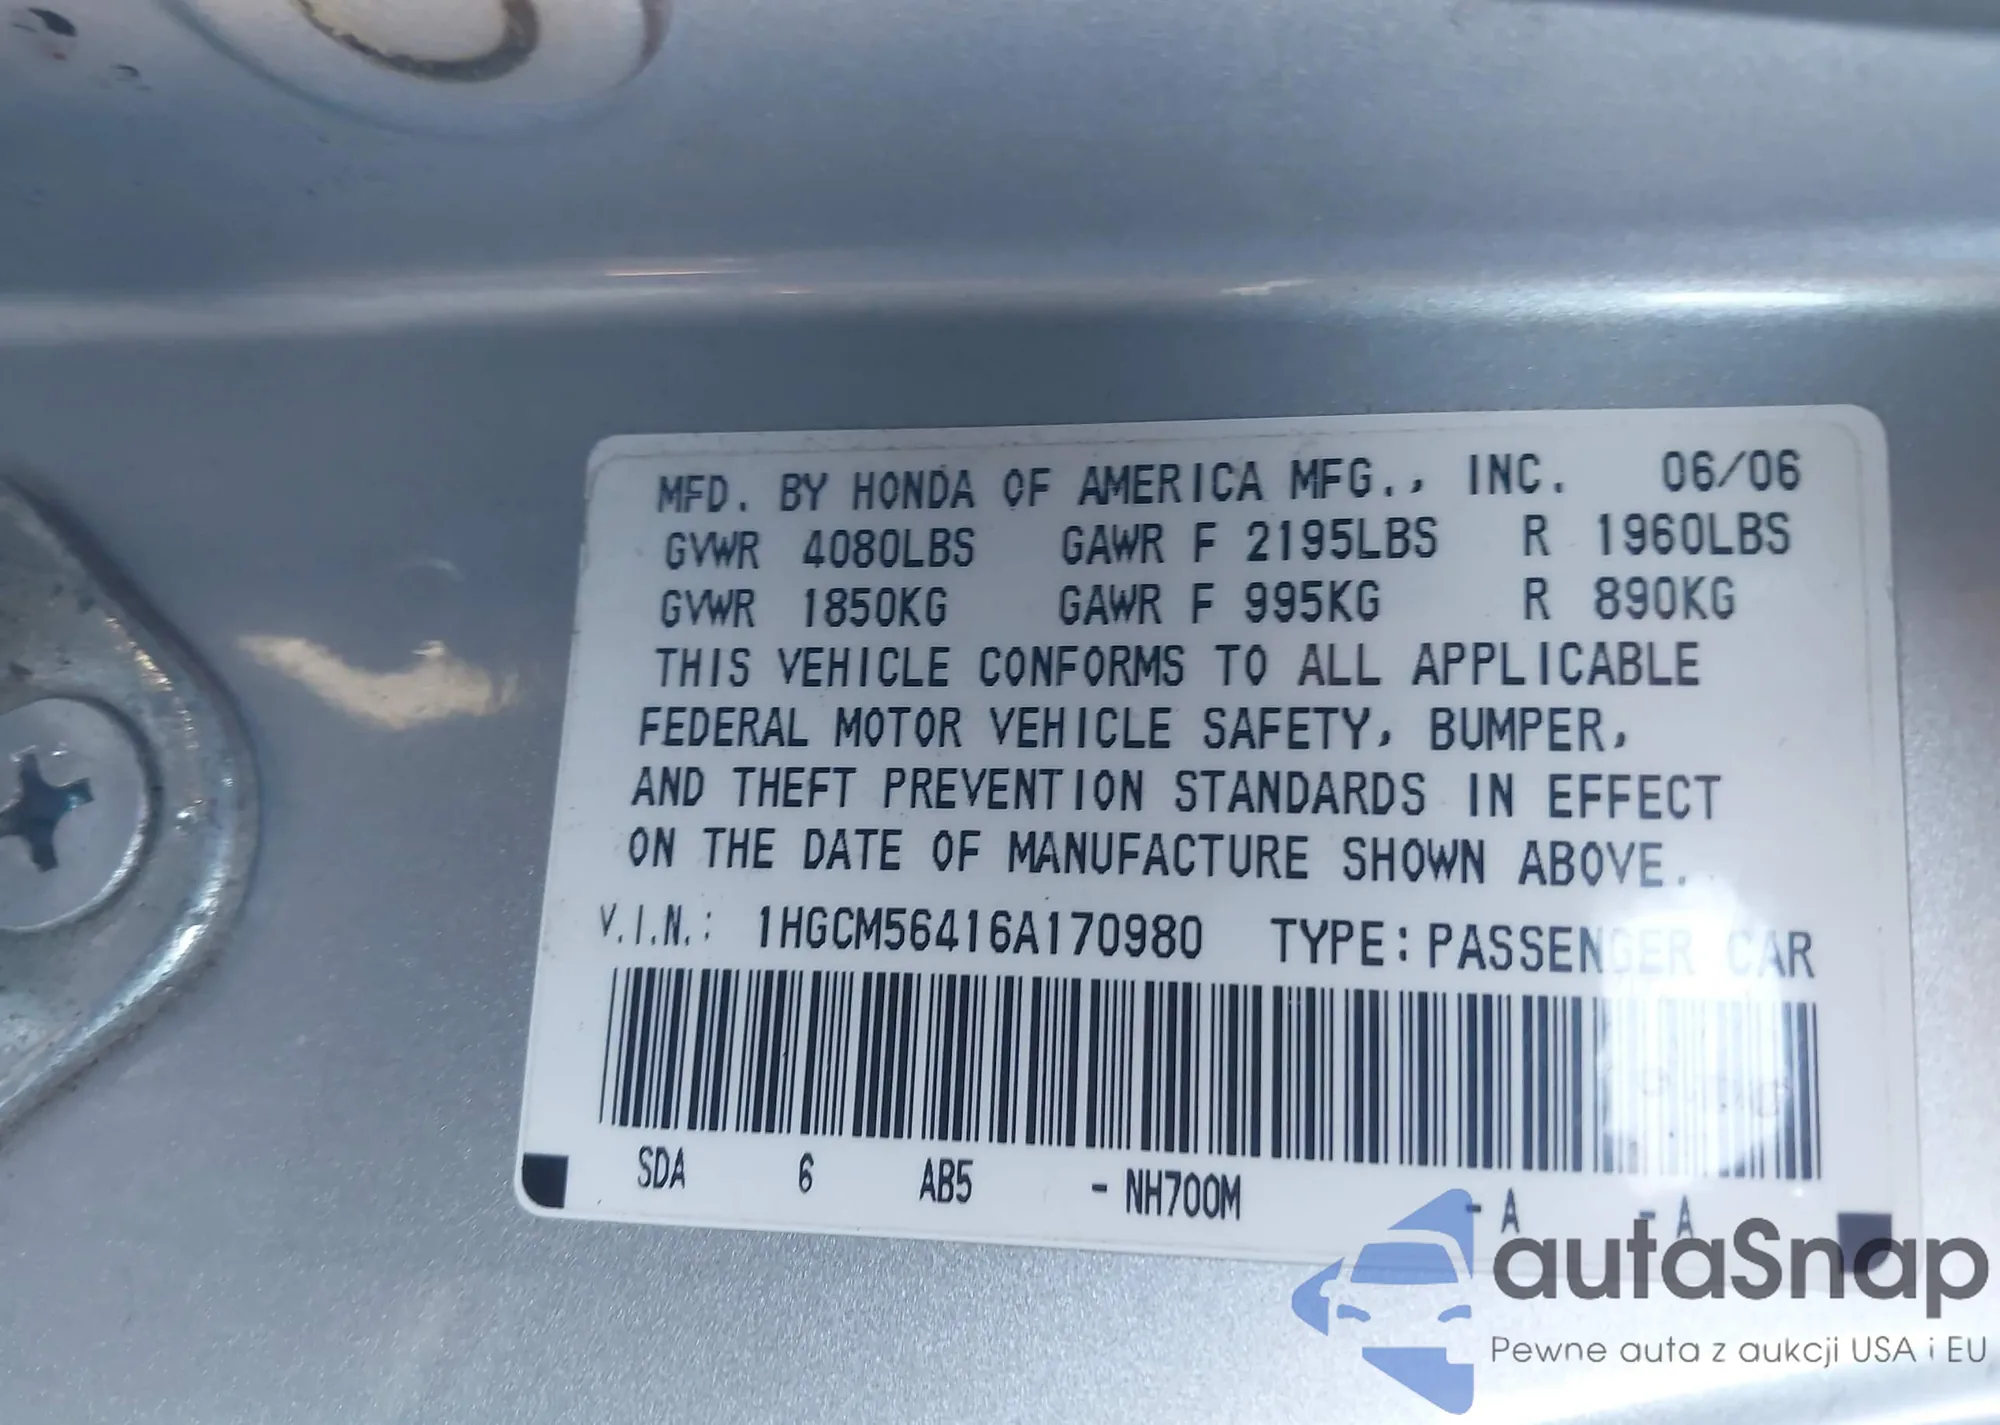 MFD. BY HONDA OF AMERICA MFG., INC. 06/06
GVWR 4080LBS GAWR F 2195LBS R 1960LBS
GVWR 1850KG GAWR F 995KG R 890KG
THIS VEHICLE CONFORMS TO ALL APPLICABLE
FEDERAL MOTOR VEHICLE SAFETY, BUMPER,
AND THEFT PREVENTION STANDARDS IN EFFECT
ON THE DATE OF MANUFACTURE SHOWN ABOVE.
V.I.N.: 1HGCM56416A170980 TYPE: PASSENGER CAR
SDA 6 AB5 - NH700M - A - A
autaSnap
Pewne auta z aukcji USA i EU